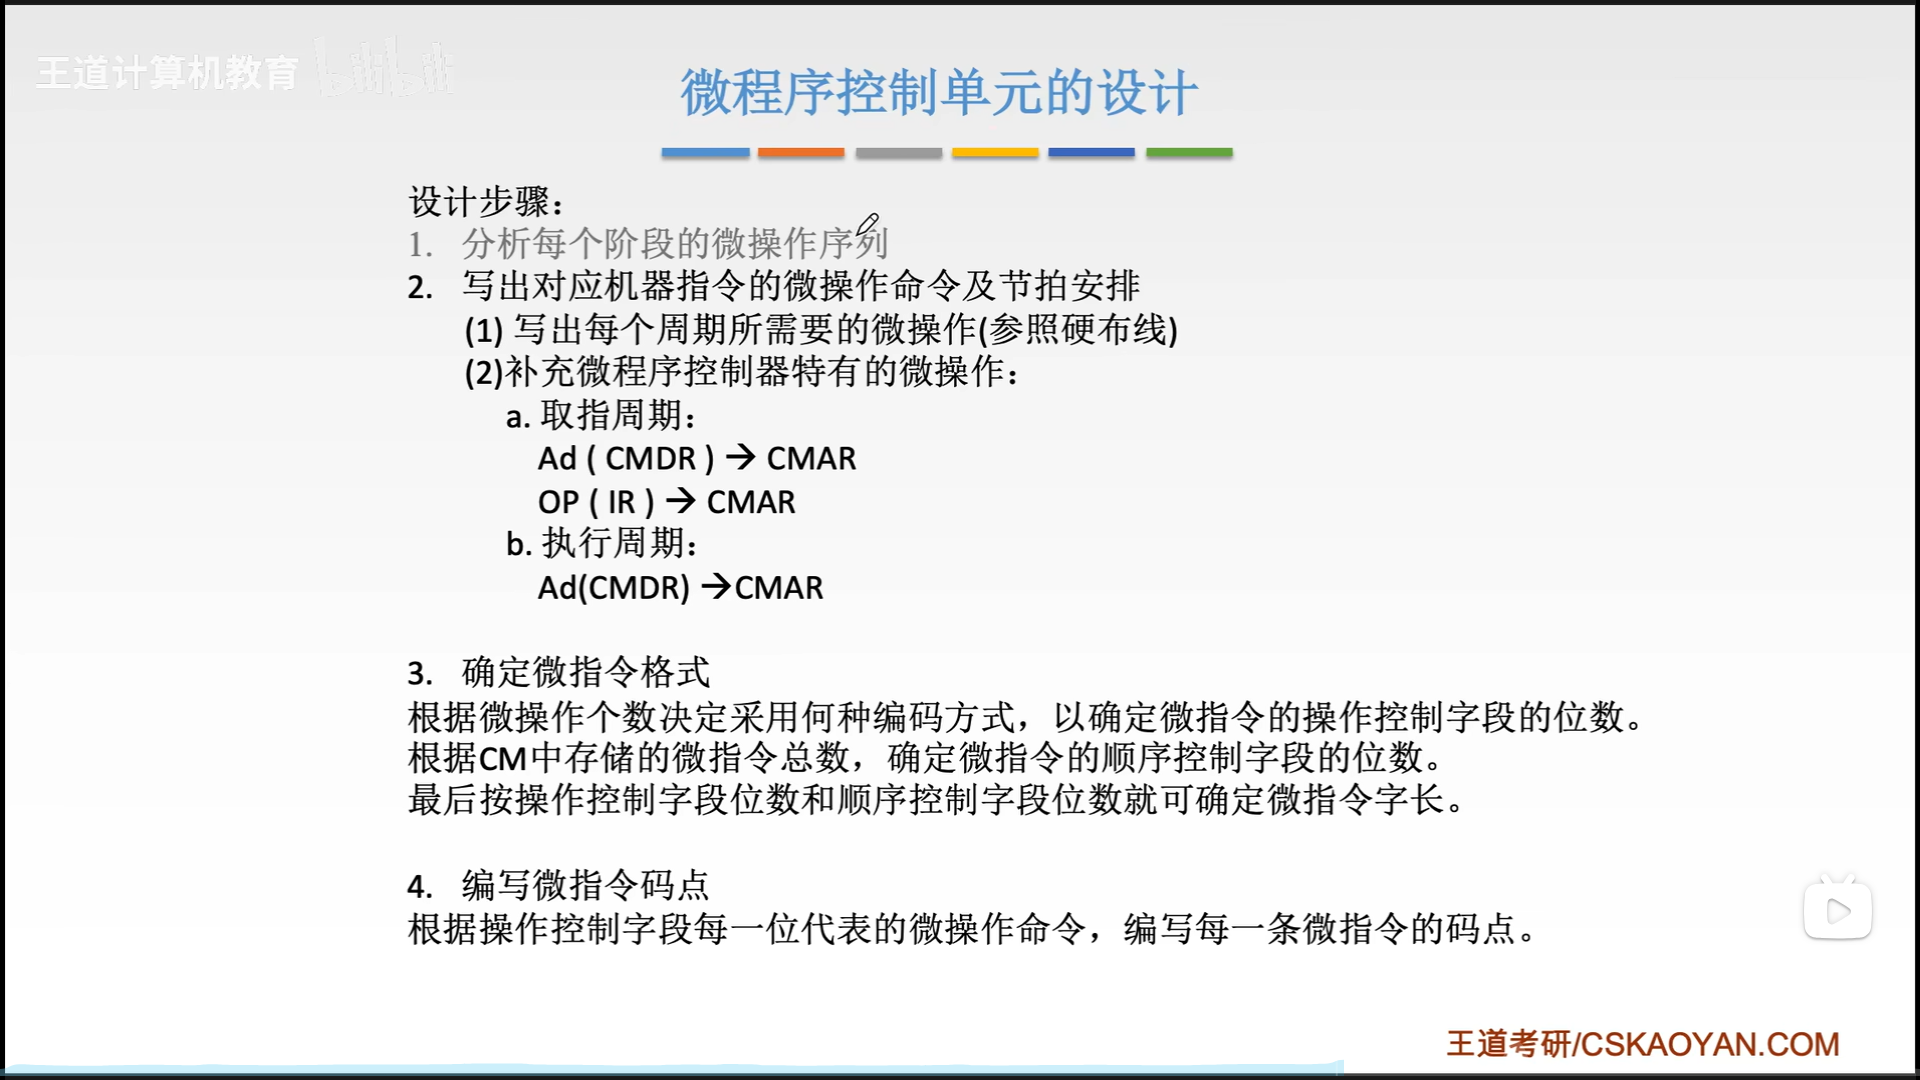 王道计算机教育 bilibili
微程序控制单元的设计
设计步骤：
1. 分析每个阶段的微操作序列
2. 写出对应机器指令的微操作命令及节拍安排
(1) 写出每个周期所需要的微操作(参照硬布线)
(2)补充微程序控制器特有的微操作：
a. 取指周期：
Ad ( CMDR ) → CMAR
OP ( IR ) → CMAR
b. 执行周期：
Ad(CMDR) →CMAR
3. 确定微指令格式
根据微操作个数决定采用何种编码方式，以确定微指令的操作控制字段的位数。
根据CM中存储的微指令总数，确定微指令的顺序控制字段的位数。
最后按操作控制字段位数和顺序控制字段位数就可确定微指令字长。
4. 编写微指令码点
根据操作控制字段每一位代表的微操作命令，编写每一条微指令的码点。
王道考研/CSKAOYAN.COM